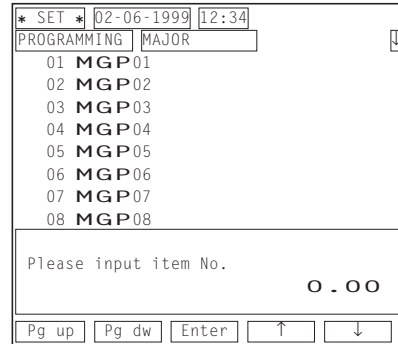 * SET * 02-06-1999 12:34
PROGRAMMING MAJOR ↓
01 MGP01
02 MGP02
03 MGP03
04 MGP04
05 MGP05
06 MGP06
07 MGP07
08 MGP08
Please input item No.
0.00
Pg up Pg dw Enter ↑ ↓